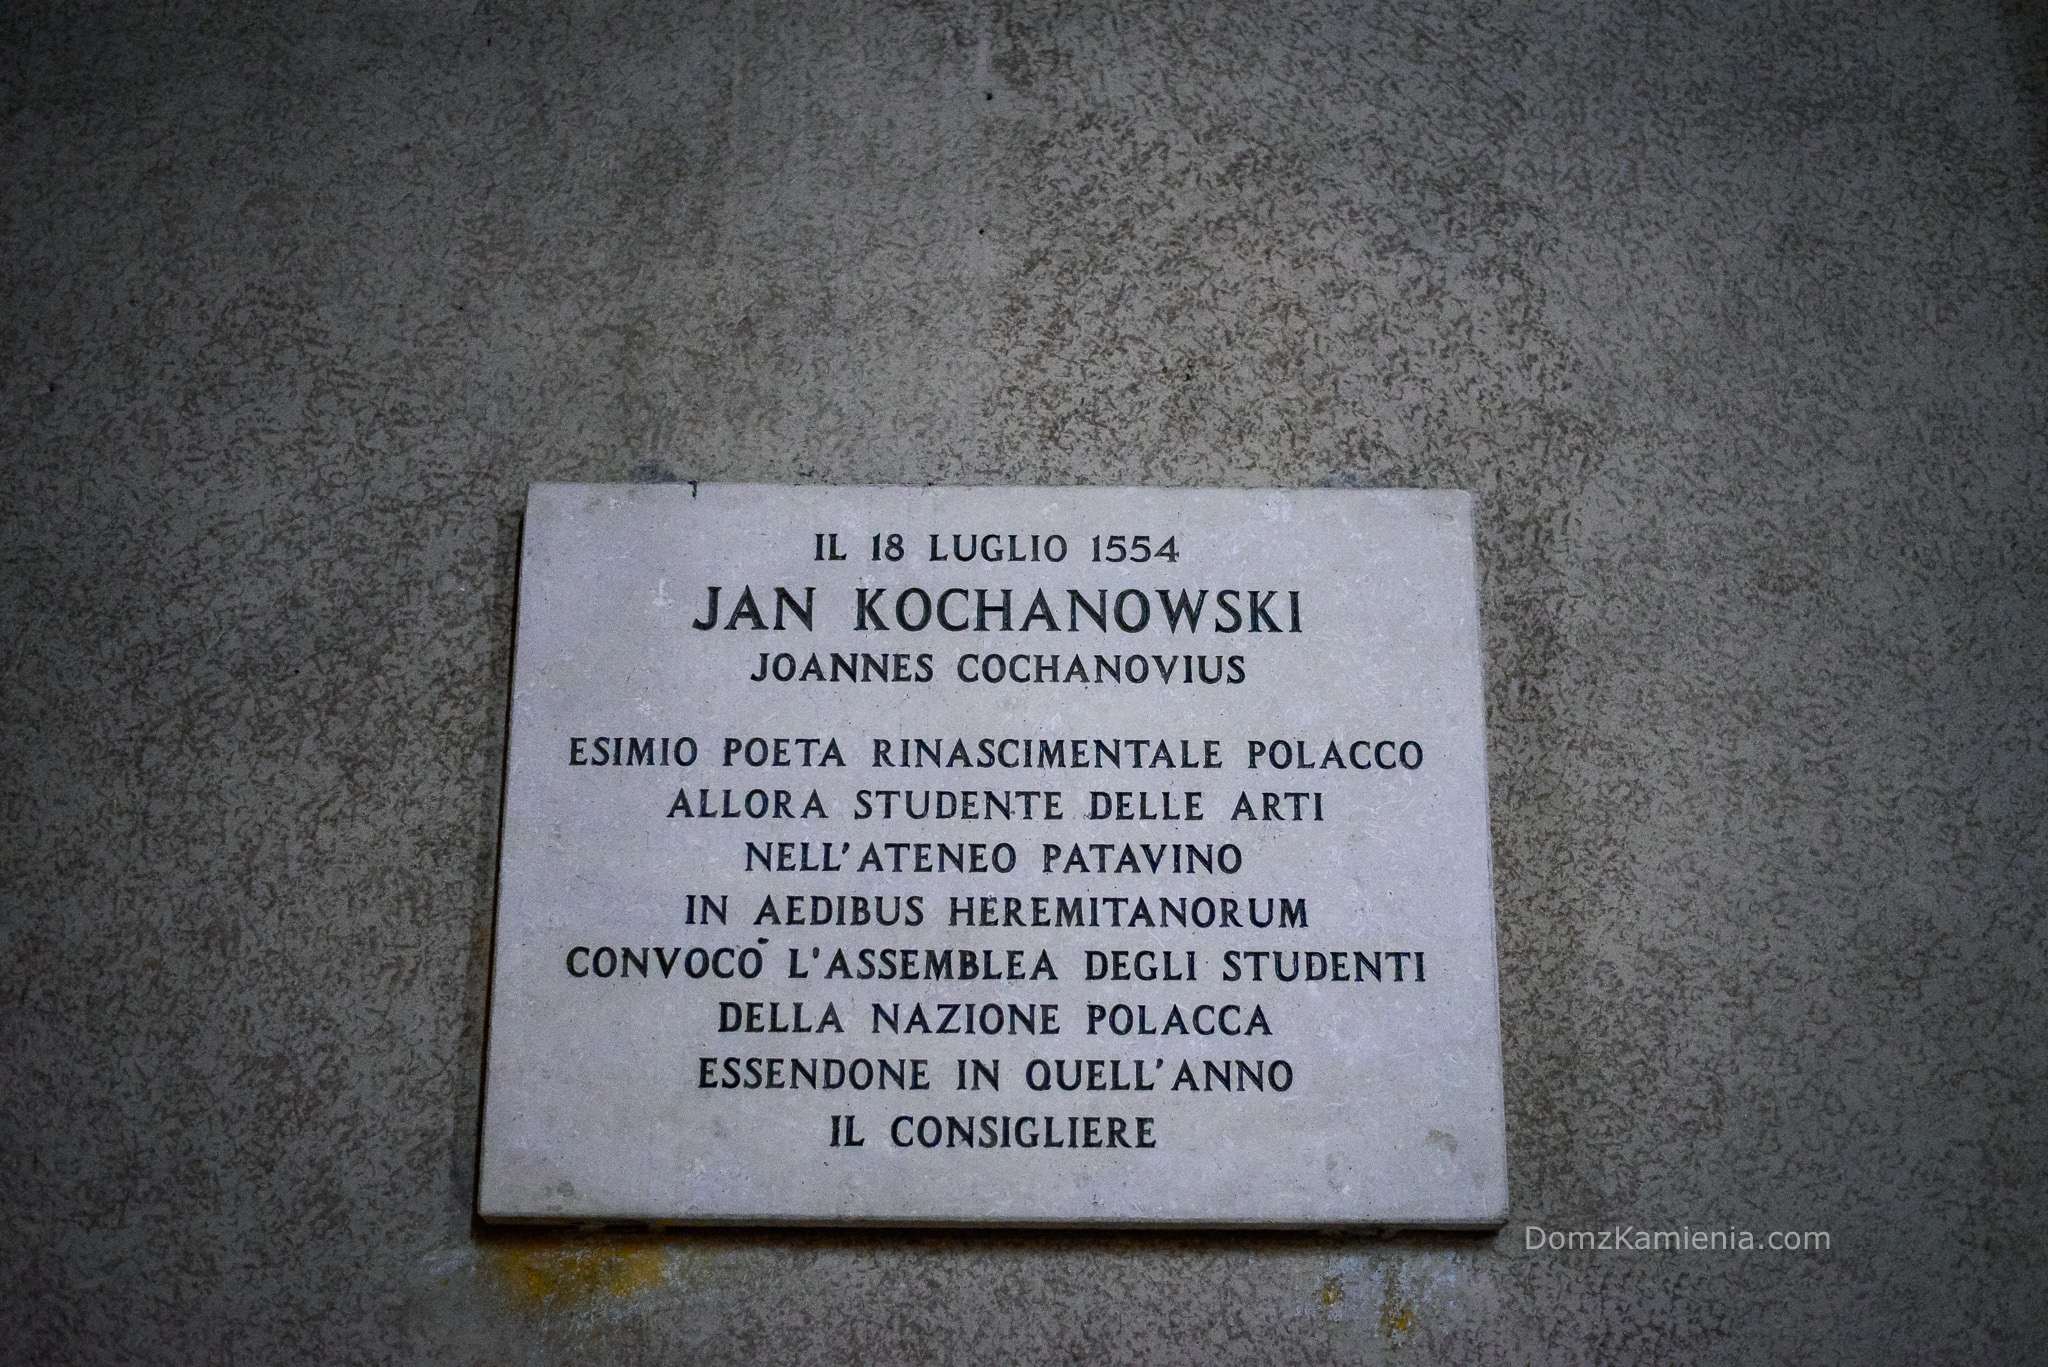 IL 18 LUGLIO 1554
JAN KOCHANOWSKI
JOANNES COCHANOVIUS
ESIMIO POETA RINASCIMENTALE POLACCO
ALLORA STUDENTE DELLE ARTI
NELL'ATENEO PATAVINO
IN AEDIBUS HEREMITANORUM
CONVOCÒ L'ASSEMBLEA DEGLI STUDENTI
DELLA NAZIONE POLACCA
ESSENDONE IN QUELL'ANNO
IL CONSIGLIERE
DomzKamienia.com